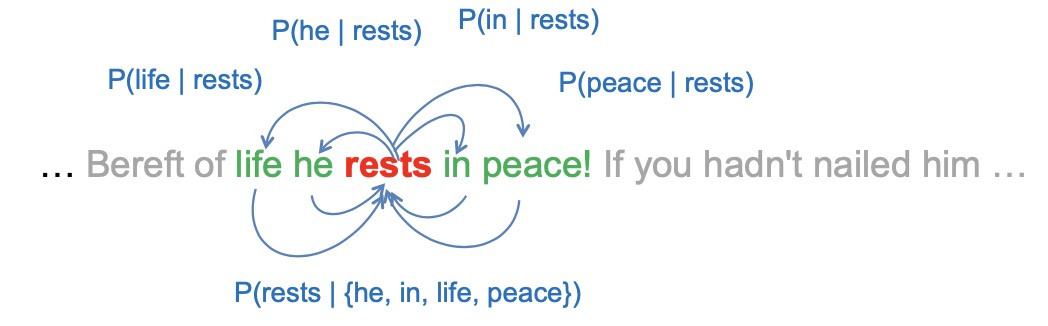 P(he | rests) P(in | rests)
P(life | rests) P(peace | rests)
... Bereft of life he rests in peace! If you hadn't nailed him ...
P(rests | {he, in, life, peace})